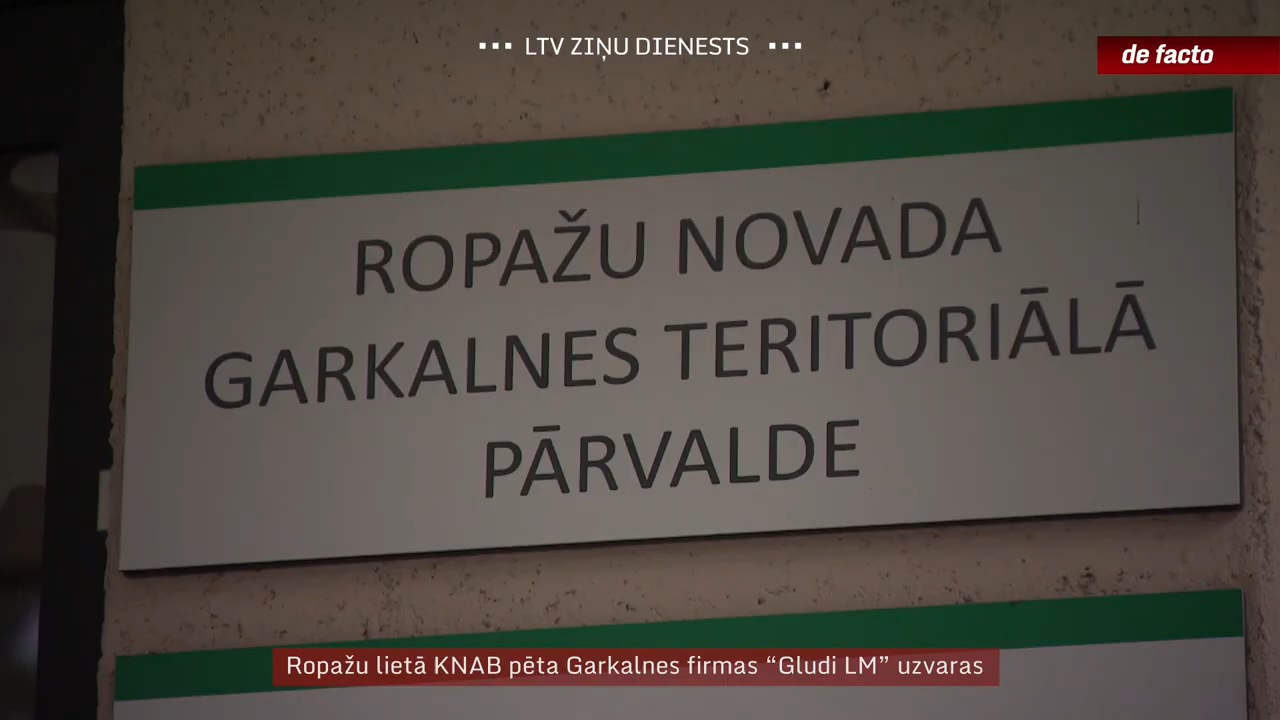 LTV ZIŅU DIENESTS
de facto
ROPAŽU NOVADA
GARKALNES TERITORIĀLĀ
PĀRVALDE
Ropažu lietā KNAB pēta Garkalnes firmas “Gludi LM” uzvaras